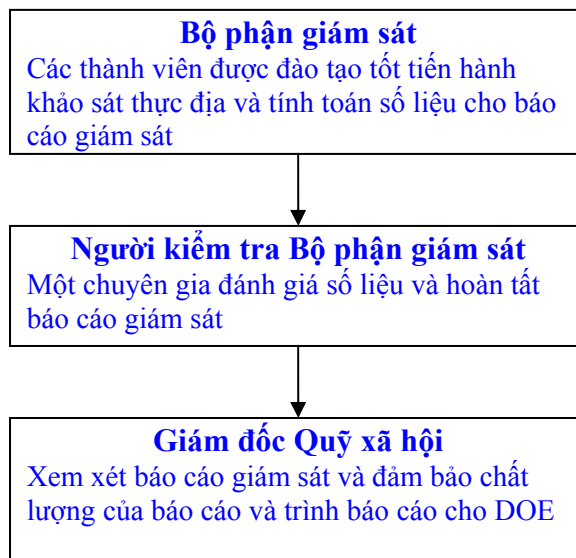 Bộ phận giám sát
Các thành viên được đào tạo tốt tiến hành
khảo sát thực địa và tính toán số liệu cho báo
cáo giám sát
Người kiểm tra Bộ phận giám sát
Một chuyên gia đánh giá số liệu và hoàn tất
báo cáo giám sát
Giám đốc Quỹ xã hội
Xem xét báo cáo giám sát và đảm bảo chất
lượng của báo cáo và trình báo cáo cho DOE